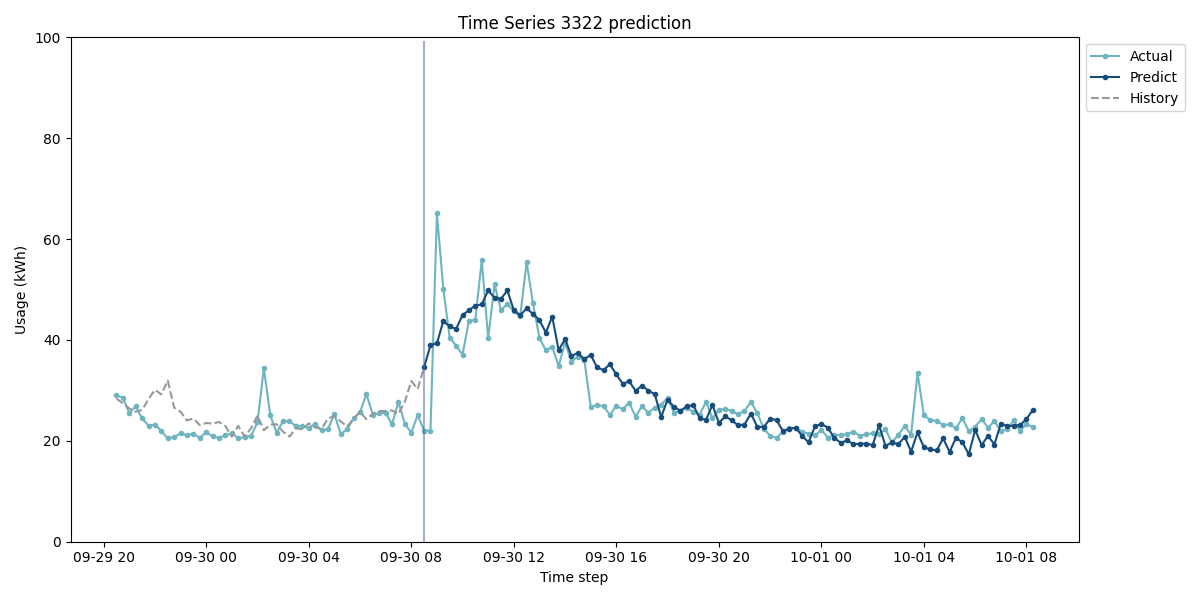 Time Series 3322 prediction
Usage (kWh)
100
80
60
40
20
0
09-29 20
09-30 00
09-30 04
09-30 08
09-30 12
09-30 16
09-30 20
10-01 00
10-01 04
10-01 08
Time step
Actual
Predict
History